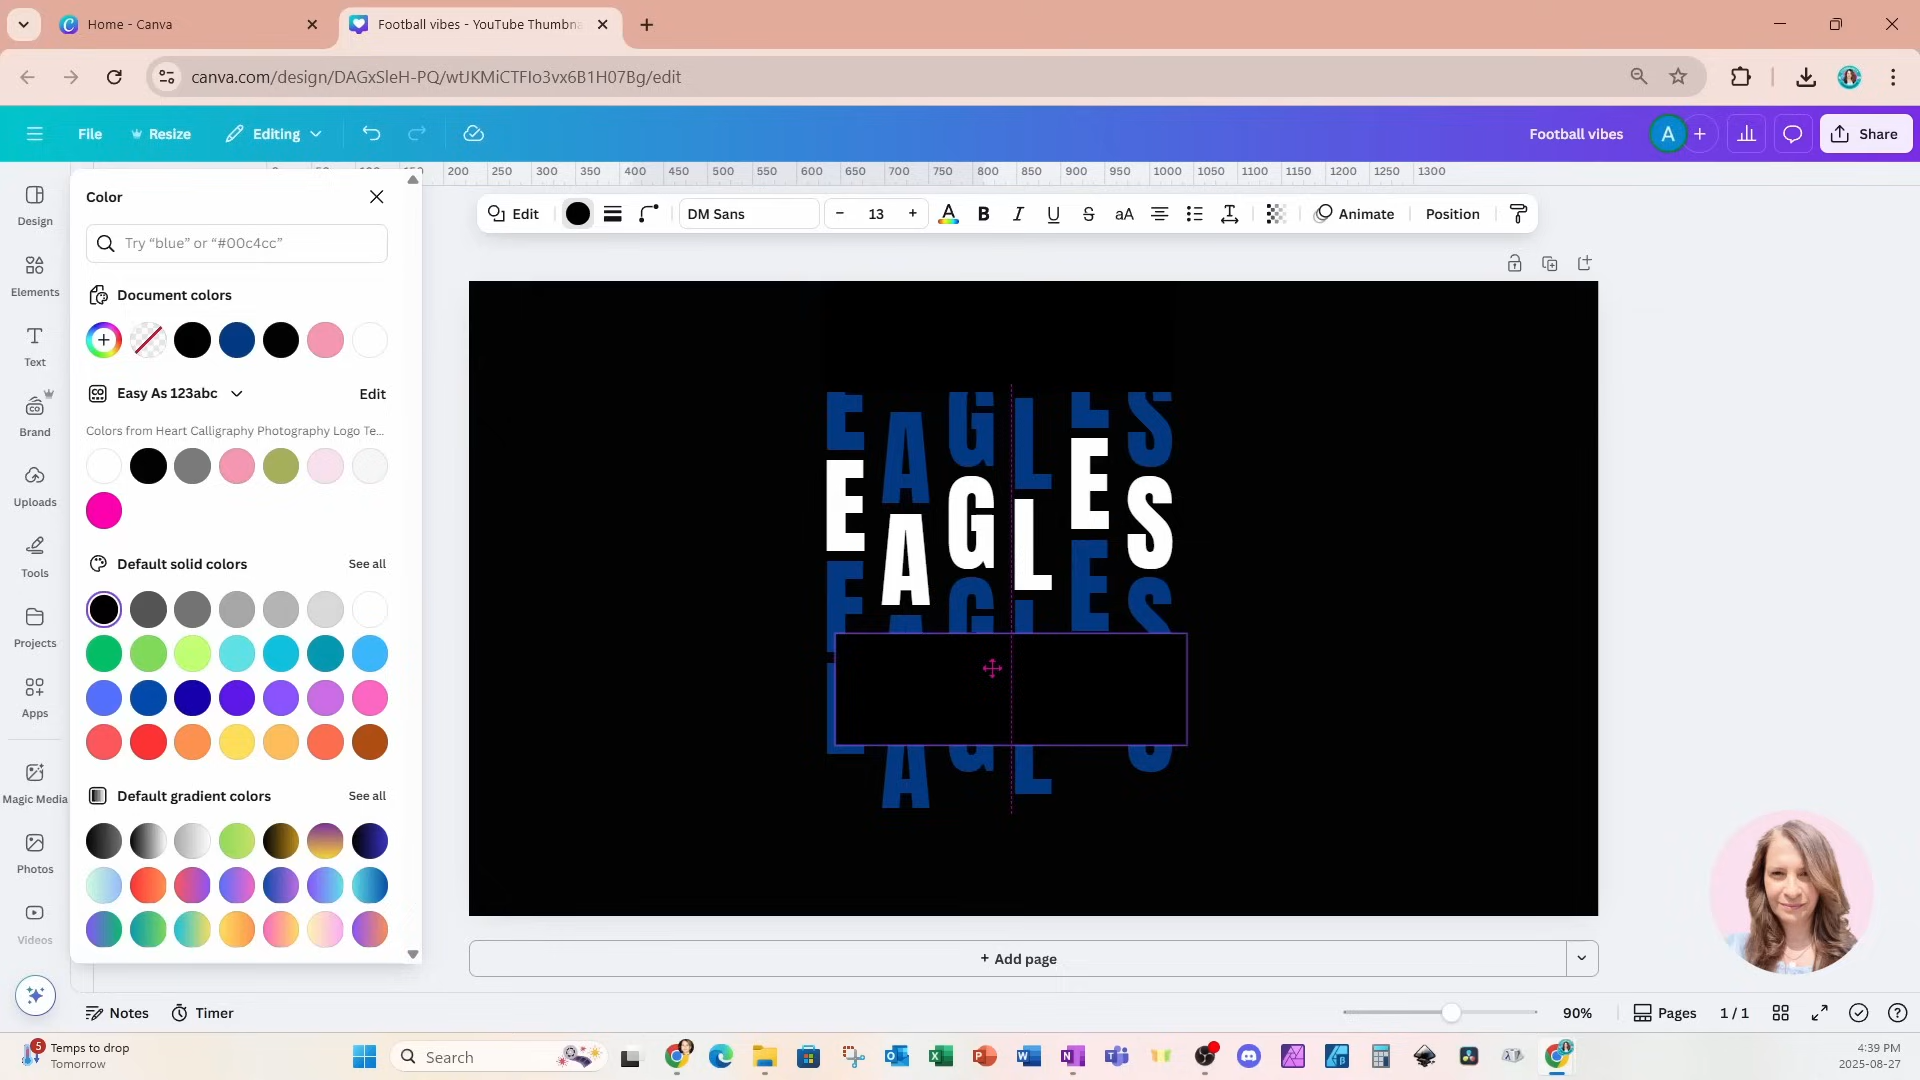 Home - Canva
Football vibes - YouTube Thumbna
canva.com/design/DAGxSleH-PQ/wtJKMiCTFIo3vx6B1H07Bg/edit
File
Resize
Editing
Football vibes
A
Share
200 250 300 350 400 450 500 550 600 650 700 750 800 850 900 950 1000 1050 1100 1150 1200 1250 1300
Design
Elements
Text
Brand
Uploads
Tools
Projects
Apps
Magic Media
Photos
Videos
Color
Try “blue” or “#00c4cc”
Document colors
Easy As 123abc
Edit
Colors from Heart Calligraphy Photography Logo Te...
Default solid colors
See all
Default gradient colors
See all
Edit
DM Sans
– 13 +
A
B
I
U
S
aA
Animate
Position
EAGLES
EAGLES
EAGLES
EAGLES
+ Add page
Notes
Timer
90%
Pages
1 / 1
5
Temps to drop
Tomorrow
Search
4:39 PM
2025-08-27